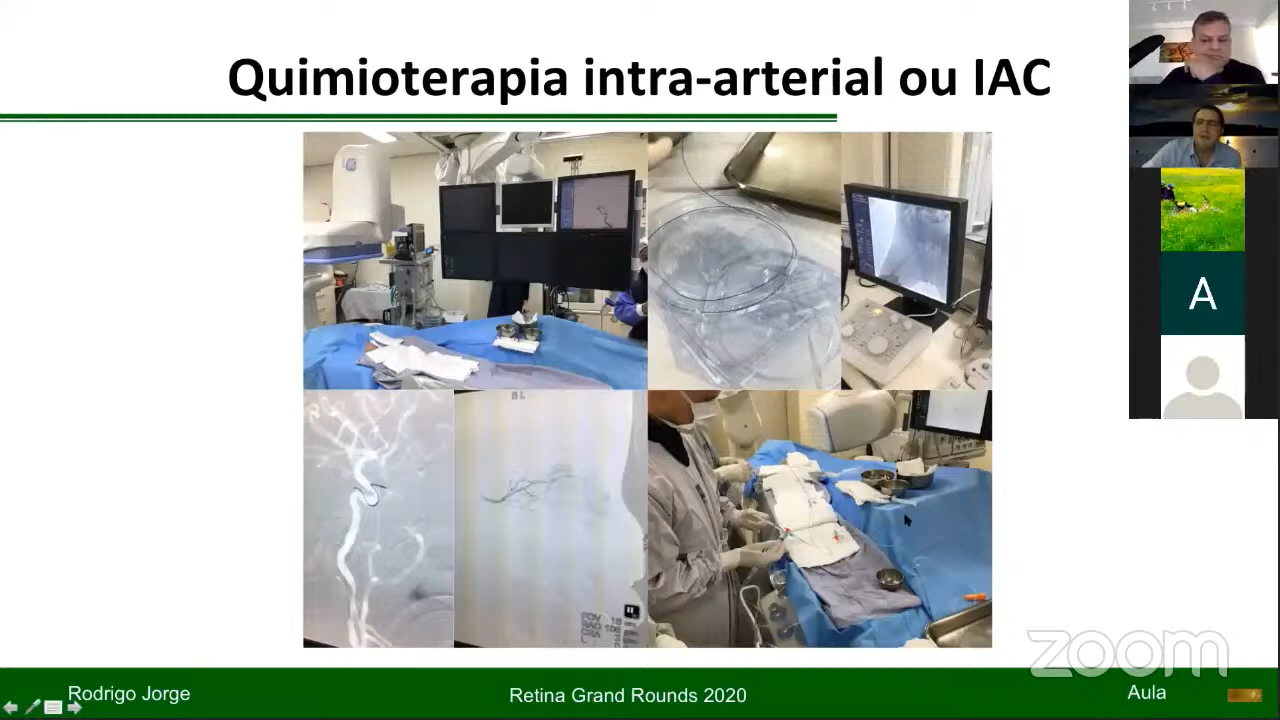 Quimioterapia intra-arterial ou IAC
A
zoom
Rodrigo Jorge
Retina Grand Rounds 2020
Aula